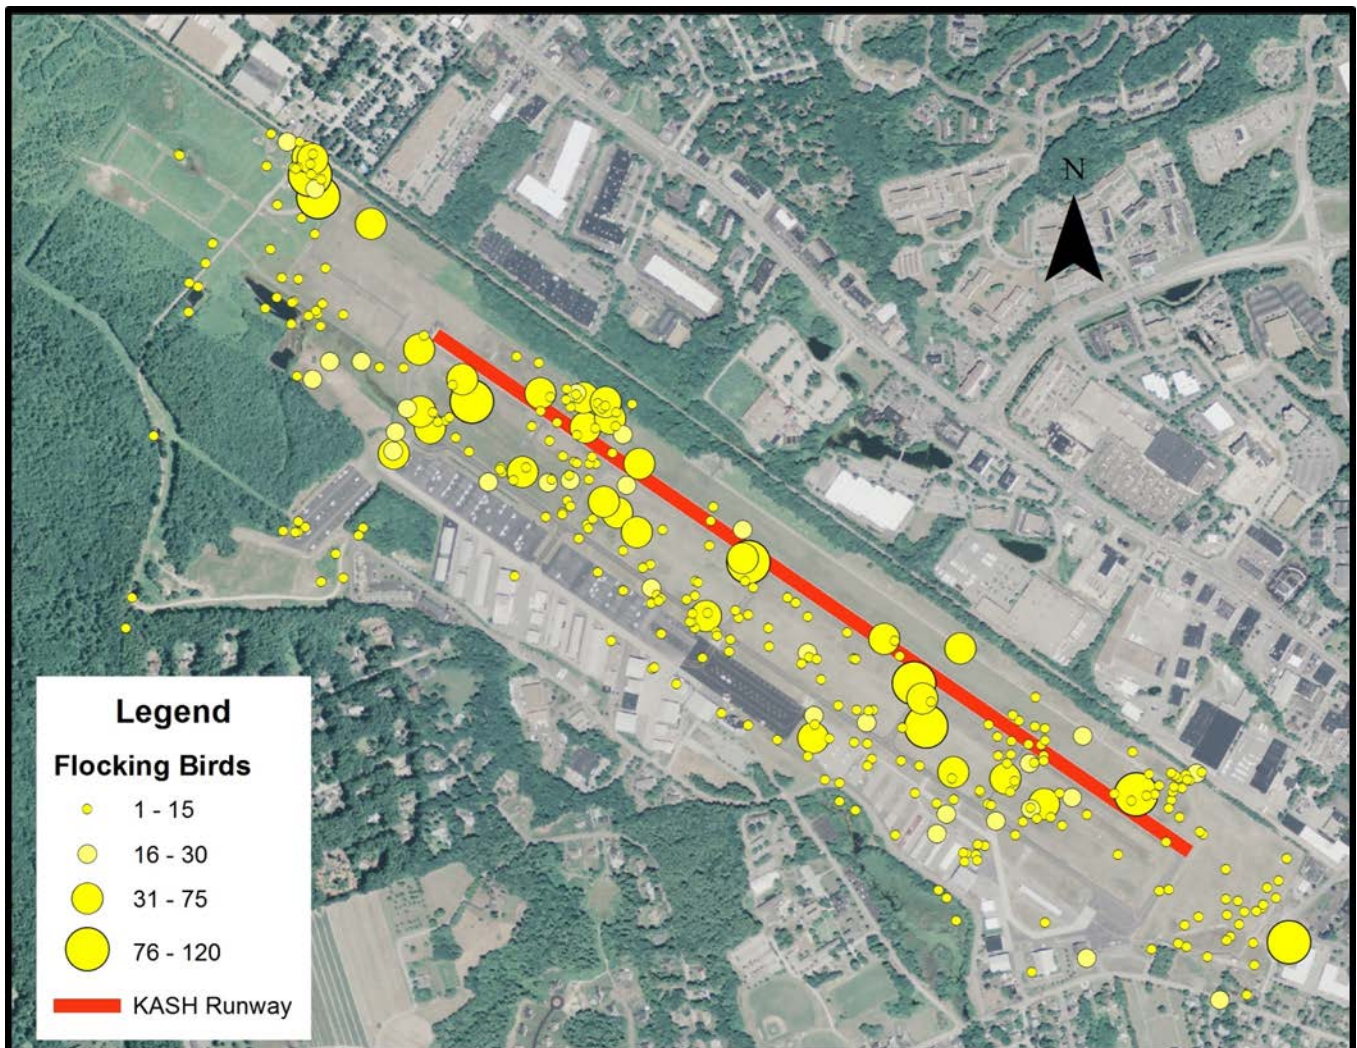 N
Legend
Flocking Birds
1 - 15
16 - 30
31 - 75
76 - 120
KASH Runway